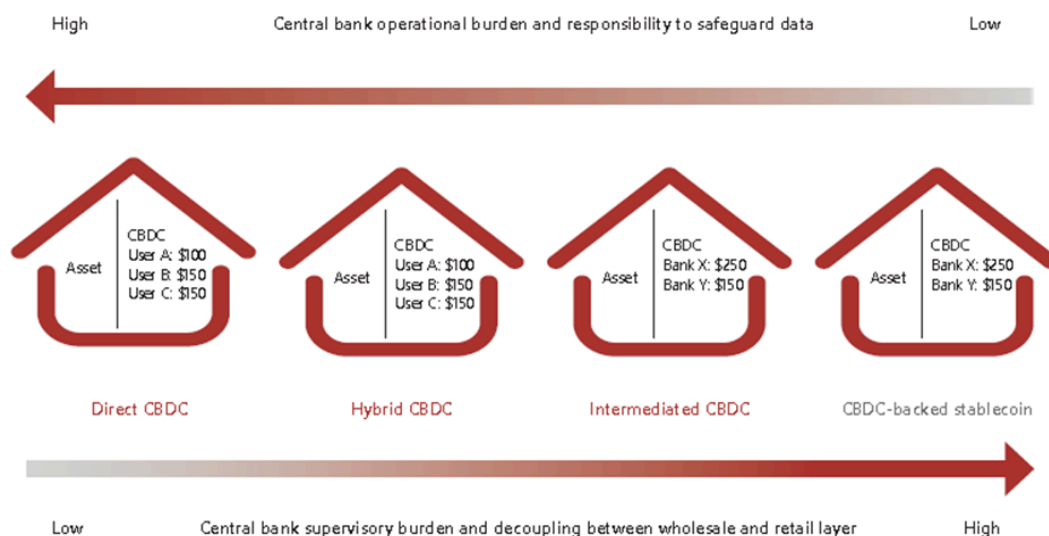 High Central bank operational burden and responsibility to safeguard data Low
Asset
CBDC
User A: $100
User B: $150
User C: $150
Asset
CBDC
User A: $100
User B: $150
User C: $150
Asset
CBDC
Bank X: $250
Bank Y: $150
Asset
CBDC
Bank X: $250
Bank Y: $150
Direct CBDC Hybrid CBDC Intermediated CBDC CBDC-backed stablecoin
Low Central bank supervisory burden and decoupling between wholesale and retail layer High